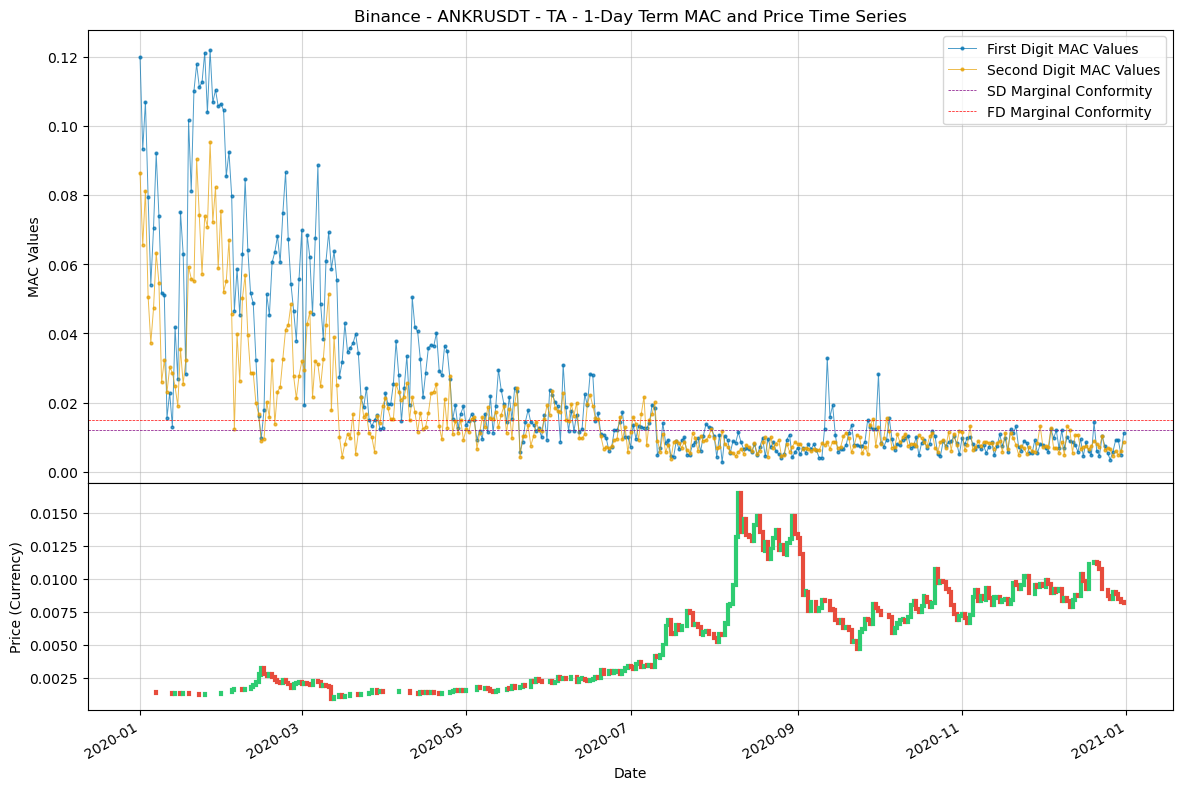 Binance - ANKRUSDT - TA - 1-Day Term MAC and Price Time Series
First Digit MAC Values
Second Digit MAC Values
SD Marginal Conformity
FD Marginal Conformity
MAC Values
0.12
0.10
0.08
0.06
0.04
0.02
0.00
Price (Currency)
0.0150
0.0125
0.0100
0.0075
0.0050
0.0025
2020-01
2020-03
2020-05
2020-07
2020-09
2020-11
2021-01
Date